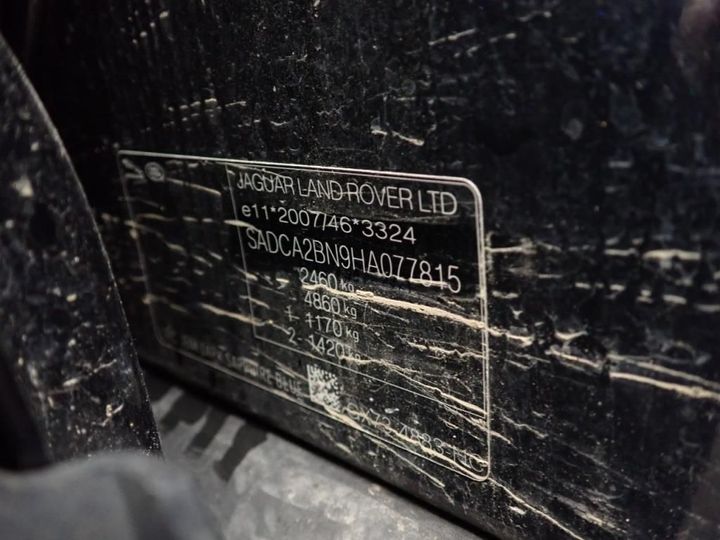 JAGUAR LAND ROVER LTD
e11*2007/46*3324
SADCA2BN9HA077815
2460 kg
4860 kg
1- 1170 kg
2- 1420 kg